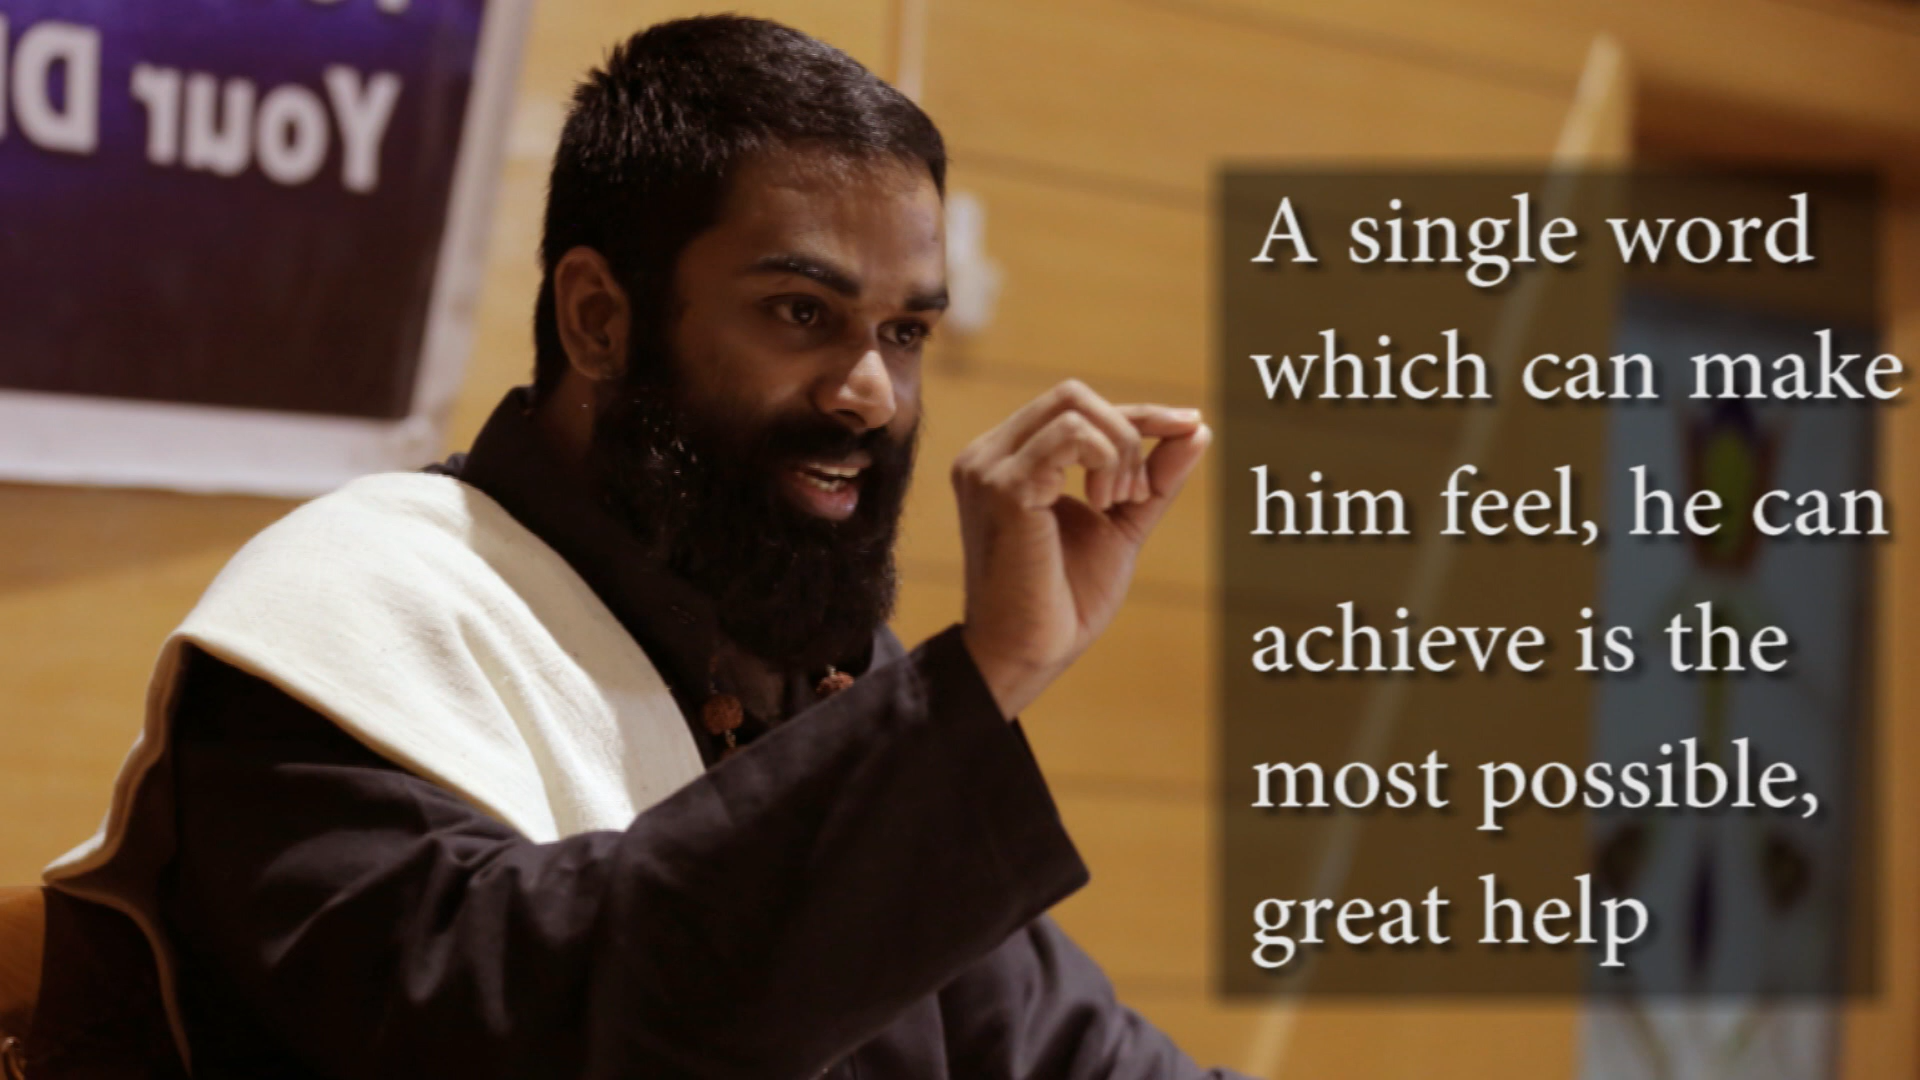 Your
A single word
which can make
him feel, he can
achieve is the
most possible,
great help